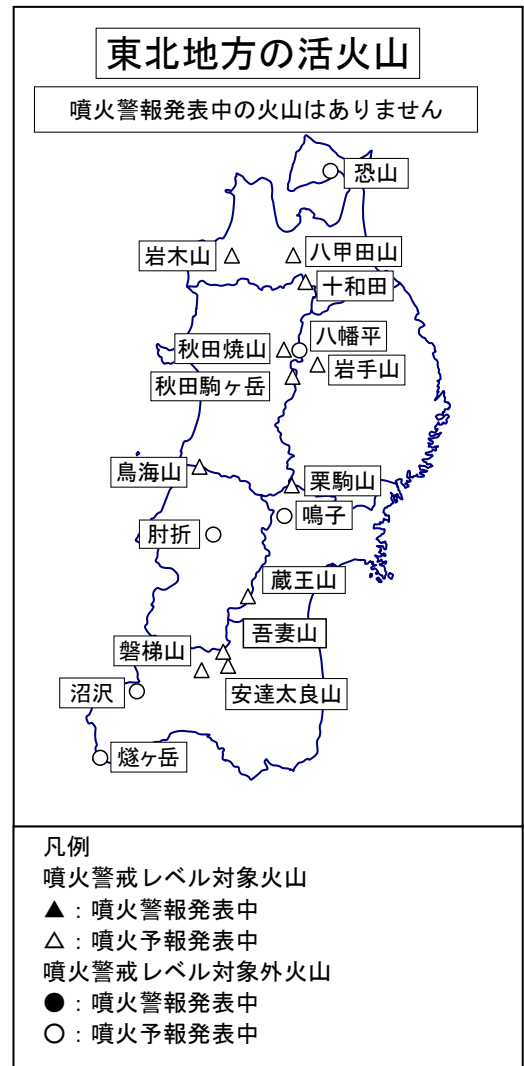 東北地方の活火山
噴火警報発表中の火山はありません
恐山
岩木山
八甲田山
十和田
八幡平
秋田焼山
岩手山
秋田駒ヶ岳
鳥海山
栗駒山
鳴子
肘折
蔵王山
吾妻山
磐梯山
沼沢
安達太良山
燧ヶ岳
凡例
噴火警戒レベル対象火山
▲：噴火警報発表中
△：噴火予報発表中
噴火警戒レベル対象外火山
●：噴火警報発表中
○：噴火予報発表中